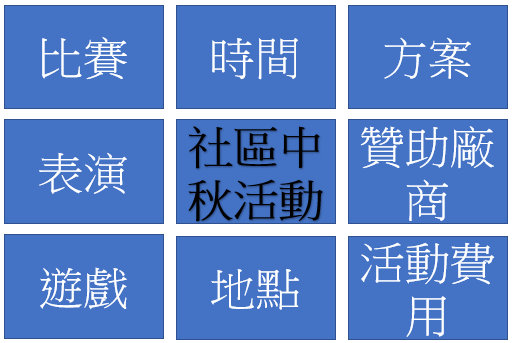 比賽
時間
方案
表演
社區中
秋活動
贊助廠
商
遊戲
地點
活動費
用